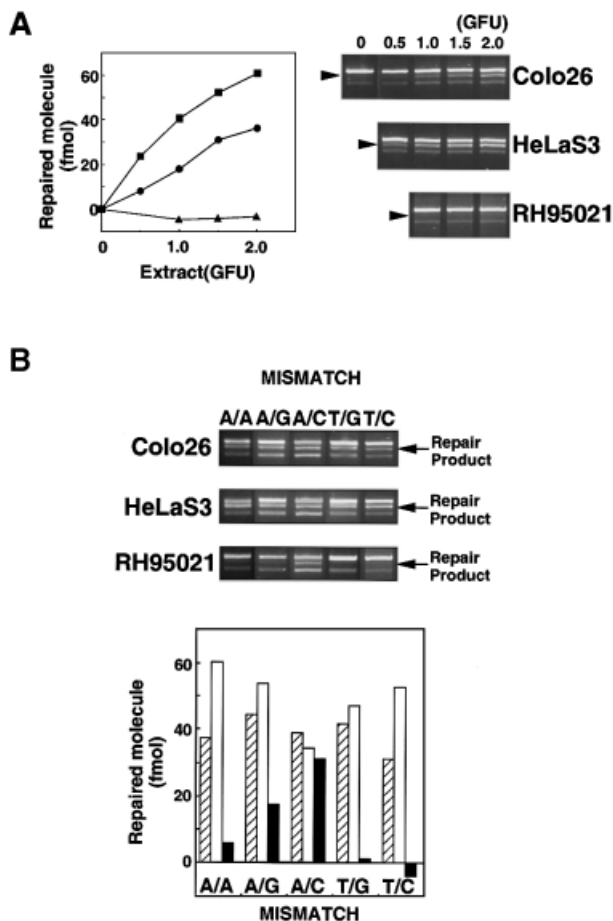 A
Repaired molecule
(fmol)
60
40
20
0
0 1.0 2.0
Extract(GFU)
(GFU)
0 0.5 1.0 1.5 2.0
Colo26
HeLaS3
RH95021
B
MISMATCH
A/A A/G A/C T/G T/C
Colo26
Repair
Product
HeLaS3
Repair
Product
RH95021
Repair
Product
Repaired molecule
(fmol)
60
40
20
0
A/A A/G A/C T/G T/C
MISMATCH